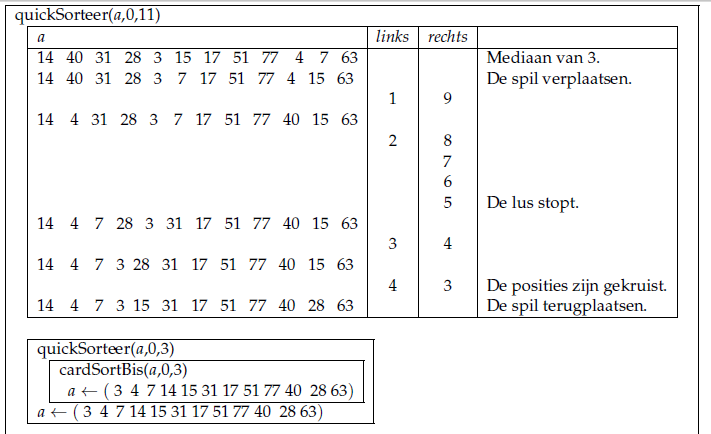 quickSorteer(a,0,11)
a links rechts
14 40 31 28 3 15 17 51 77 4 7 63 Mediaan van 3.
14 40 31 28 3 7 17 51 77 4 15 63 De spil verplaatsen.
1 9
14 4 31 28 3 7 17 51 77 40 15 63
2 8
7
6
5 De lus stopt.
14 4 7 28 3 31 17 51 77 40 15 63
3 4
14 4 7 3 28 31 17 51 77 40 15 63
4 3 De posities zijn gekruist.
14 4 7 3 15 31 17 51 77 40 28 63 De spil terugplaatsen.
quickSorteer(a,0,3)
cardSortBis(a,0,3)
a ← ( 3 4 7 14 15 31 17 51 77 40 28 63)
a ← ( 3 4 7 14 15 31 17 51 77 40 28 63)